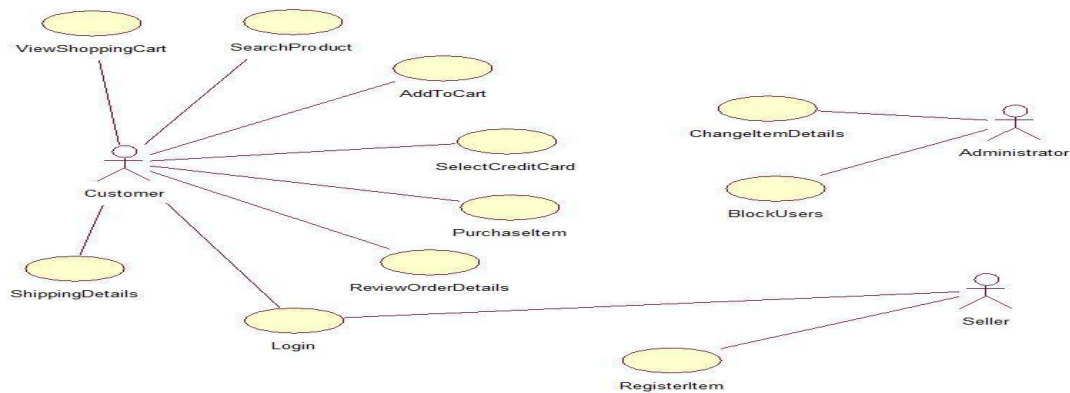 ViewShoppingCart
SearchProduct
AddToCart
ChangeItemDetails
Administrator
SelectCreditCard
Customer
BlockUsers
PurchaseItem
ShippingDetails
ReviewOrderDetails
Seller
Login
RegisterItem